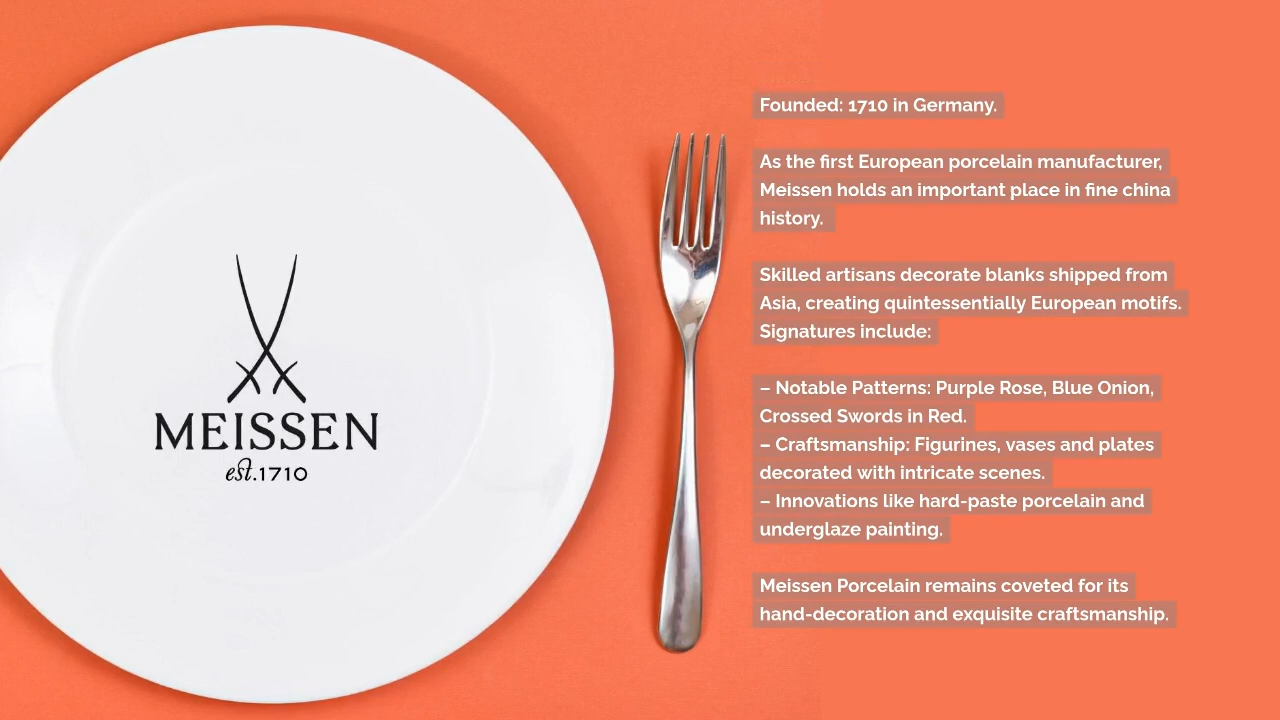 MEISSEN
est.1710
Founded: 1710 in Germany.
As the first European porcelain manufacturer,
Meissen holds an important place in fine china
history.
Skilled artisans decorate blanks shipped from
Asia, creating quintessentially European motifs.
Signatures include:
– Notable Patterns: Purple Rose, Blue Onion,
Crossed Swords in Red.
– Craftsmanship: Figurines, vases and plates
decorated with intricate scenes.
– Innovations like hard-paste porcelain and
underglaze painting.
Meissen Porcelain remains coveted for its
hand-decoration and exquisite craftsmanship.